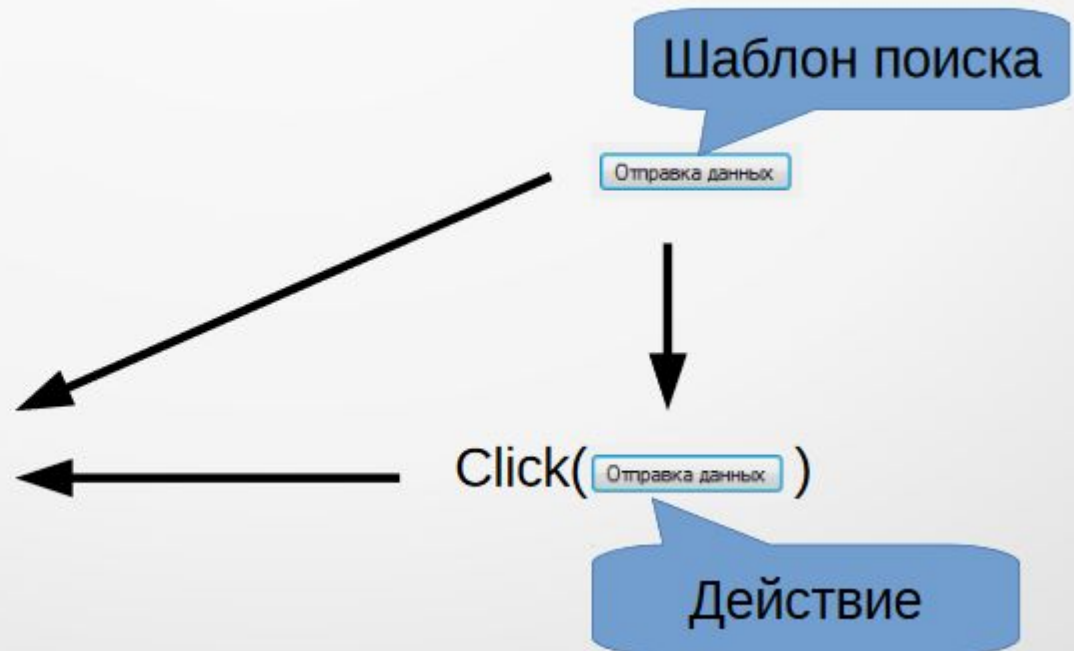 Шаблон поиска
Отправка данных
Click( Отправка данных )
Действие